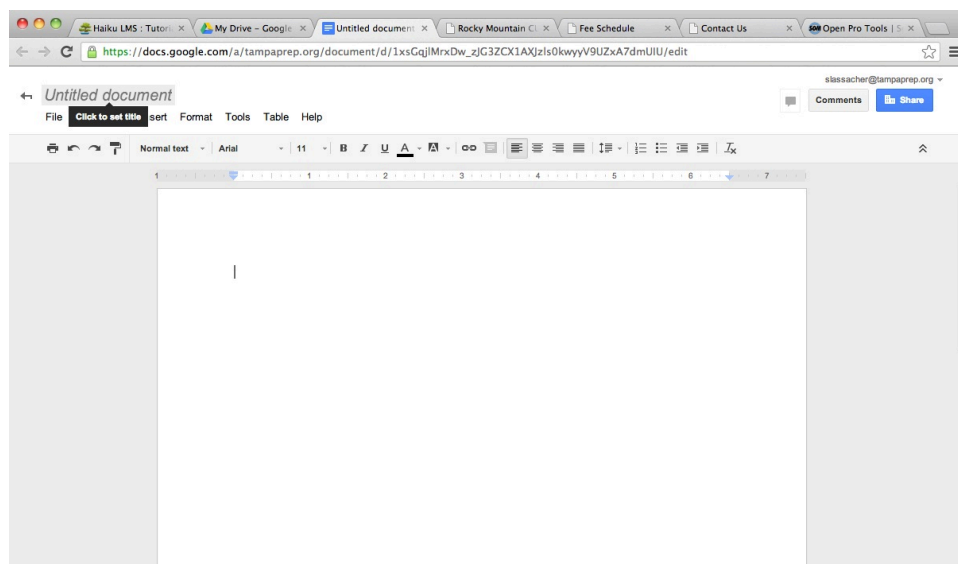 Haiku LMS : Tutori My Drive – Google Untitled document Rocky Mountain Cl Fee Schedule Contact Us Open Pro Tools | S
https://docs.google.com/a/tampaprep.org/document/d/1xsGqjlMrxDw_zJG3ZCX1AXJzls0kwyyV9UZxA7dmUlU/edit
slassacher@tampaprep.org
Untitled document
Comments Share
File Click to set title sert Format Tools Table Help
Normal text Arial 11 B I U A A
1 1 2 3 4 5 6 7